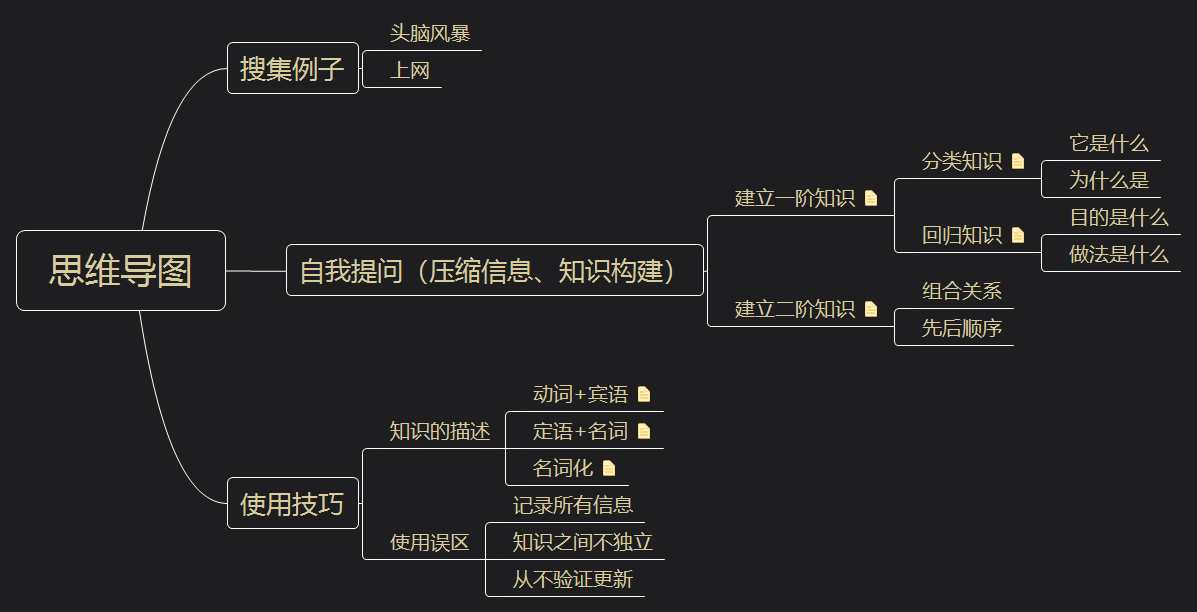 思维导图
搜集例子
头脑风暴
上网
自我提问（压缩信息、知识构建）
建立一阶知识
分类知识
它是什么
为什么是
回归知识
目的是什么
做法是什么
建立二阶知识
组合关系
先后顺序
使用技巧
知识的描述
动词+宾语
定语+名词
名词化
使用误区
记录所有信息
知识之间不独立
从不验证更新